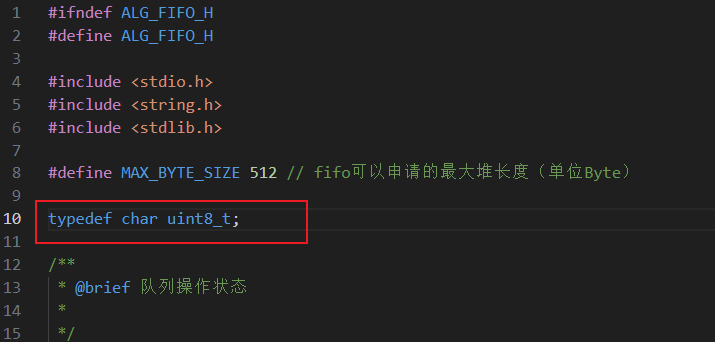 1 #ifndef ALG_FIFO_H
2 #define ALG_FIFO_H
3
4 #include <stdio.h>
5 #include <string.h>
6 #include <stdlib.h>
7
8 #define MAX_BYTE_SIZE 512 // fifo可以申请的最大堆长度（单位Byte）
9
10 typedef char uint8_t;
11
12 /**
13 * @brief 队列操作状态
14 *
15 */